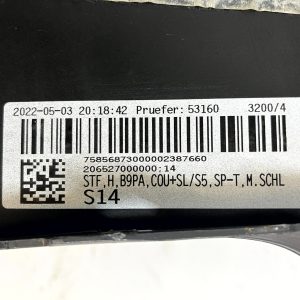 2022-05-03 20:18:42 Pruefer: 53160 3200/4
75856873000002387660
206527000000:14
STF,H,B9PA,COU+SL/S5,SP-T,M.SCHL
S14